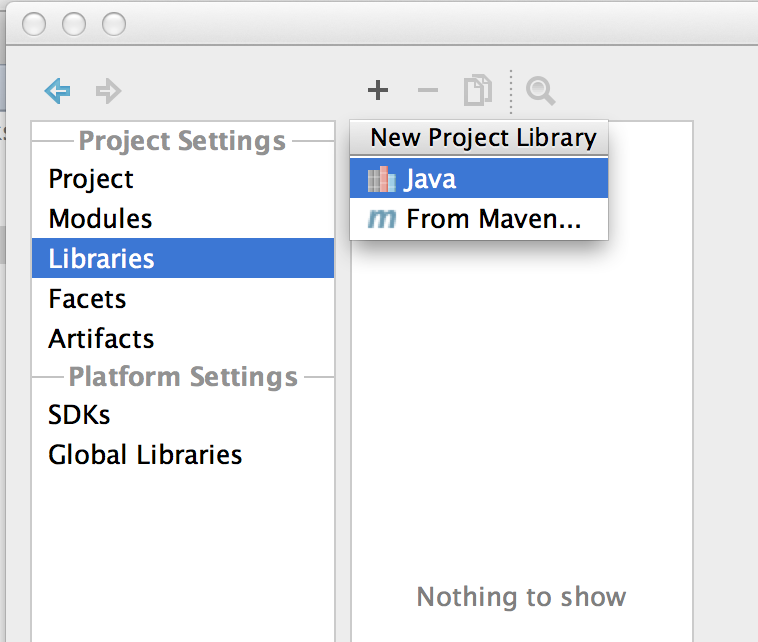 Project Settings
Project
Modules
Libraries
Facets
Artifacts
Platform Settings
SDKs
Global Libraries
New Project Library
Java
From Maven...
Nothing to show